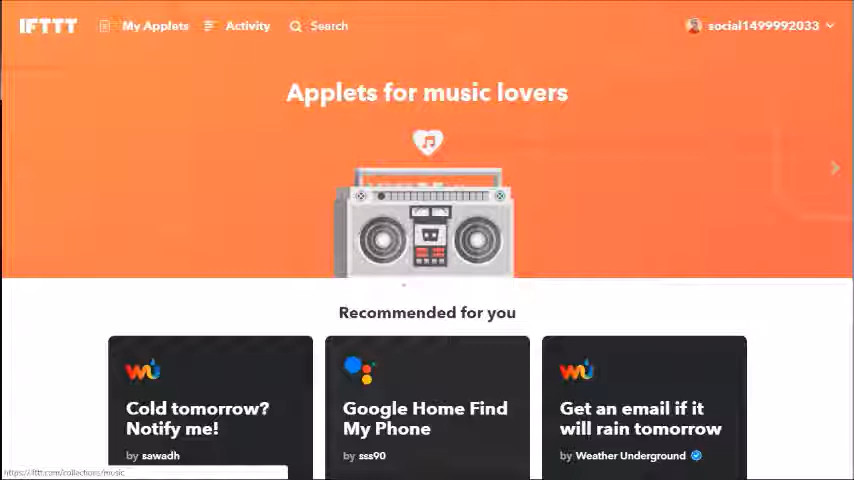 IFTTT My Applets Activity Search social1499992033
Applets for music lovers
Recommended for you
Cold tomorrow?
Notify me!
by sawadh
Google Home Find
My Phone
by sss90
Get an email if it
will rain tomorrow
by Weather Underground
https://ifttt.com/collections/music